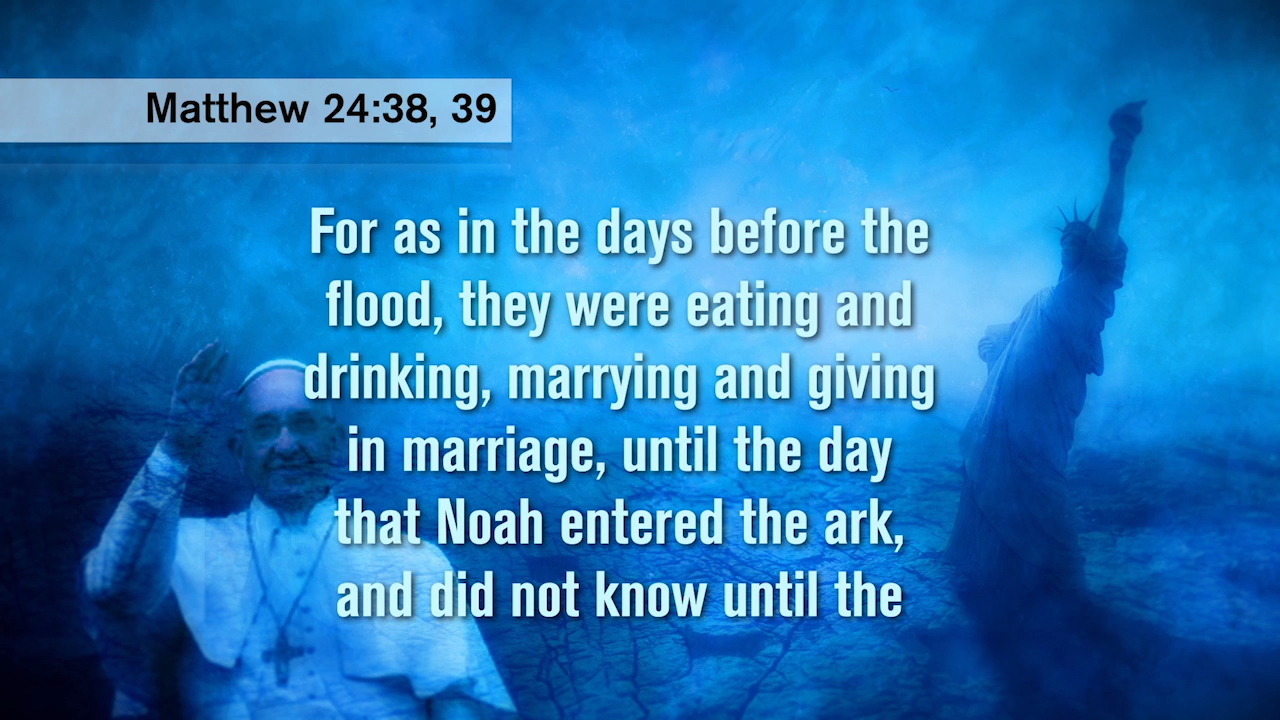 Matthew 24:38, 39
For as in the days before the
flood, they were eating and
drinking, marrying and giving
in marriage, until the day
that Noah entered the ark,
and did not know until the